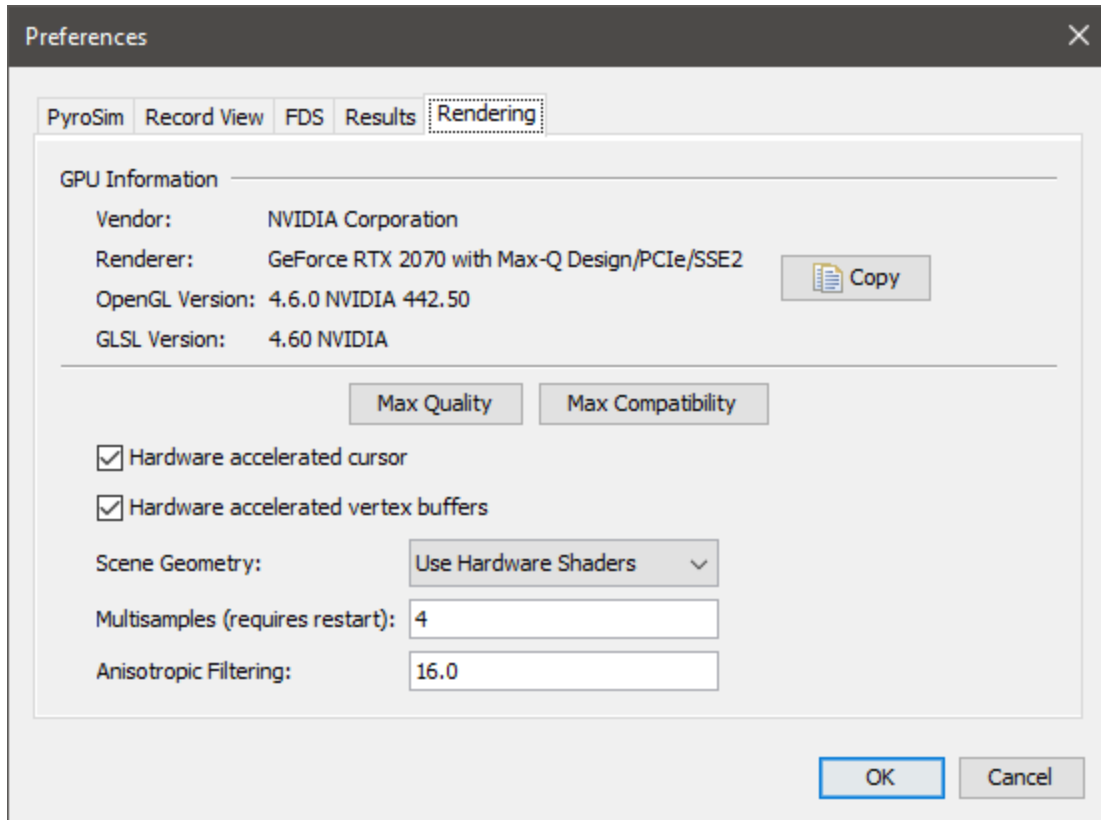 Preferences
PyroSim Record View FDS Results Rendering
GPU Information
Vendor: NVIDIA Corporation
Renderer: GeForce RTX 2070 with Max-Q Design/PCIe/SSE2
Copy
OpenGL Version: 4.6.0 NVIDIA 442.50
GLSL Version: 4.60 NVIDIA
Max Quality Max Compatibility
Hardware accelerated cursor
Hardware accelerated vertex buffers
Scene Geometry: Use Hardware Shaders
Multisamples (requires restart): 4
Anisotropic Filtering: 16.0
OK Cancel